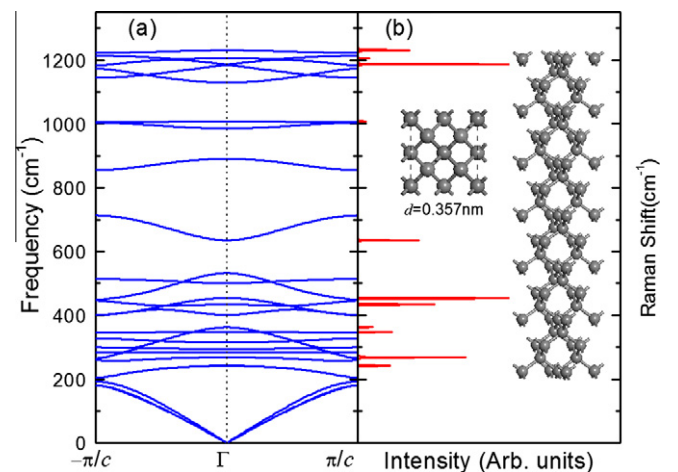 (a)
(b)
1200
1000
800
600
400
200
0
Frequency (cm⁻¹)
d=0.357nm
Raman Shift(cm⁻¹)
–π/c
Γ
π/c
Intensity (Arb. units)